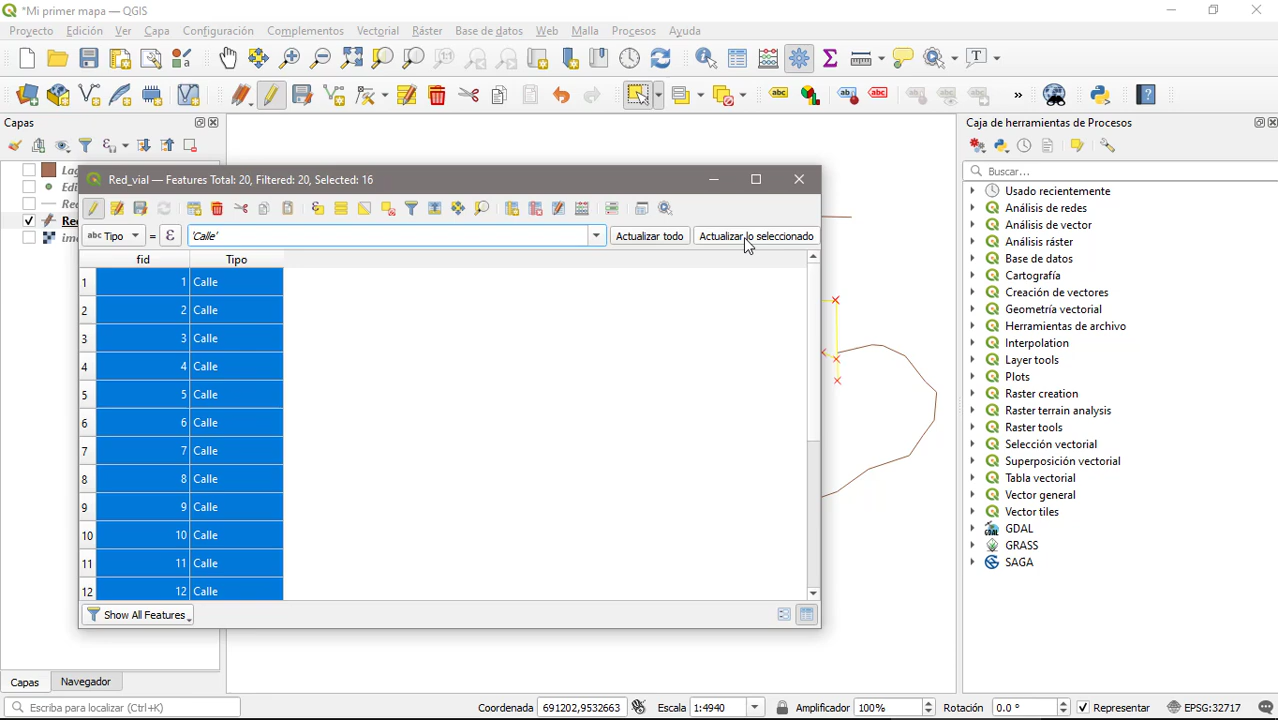 *Mi primer mapa — QGIS
Proyecto Edición Ver Capa Configuración Complementos Vectorial Ráster Base de datos Web Malla Procesos Ayuda
Capas
Lag
Edi
Re
Re
im
Red_vial — Features Total: 20, Filtered: 20, Selected: 16
abc Tipo = ε 'Calle' Actualizar todo Actualizar lo seleccionado
fid Tipo
1 1 Calle
2 2 Calle
3 3 Calle
4 4 Calle
5 5 Calle
6 6 Calle
7 7 Calle
8 8 Calle
9 9 Calle
10 10 Calle
11 11 Calle
12 12 Calle
Show All Features
Caja de herramientas de Procesos
Buscar...
Usado recientemente
Análisis de redes
Análisis de vector
Análisis ráster
Base de datos
Cartografía
Creación de vectores
Geometría vectorial
Herramientas de archivo
Interpolation
Layer tools
Plots
Raster creation
Raster terrain analysis
Raster tools
Selección vectorial
Superposición vectorial
Tabla vectorial
Vector general
Vector tiles
GDAL
GRASS
SAGA
Capas Navegador
Escriba para localizar (Ctrl+K) Coordenada 691202,9532663 Escala 1:4940 Amplificador 100% Rotación 0.0 ° Representar EPSG:32717